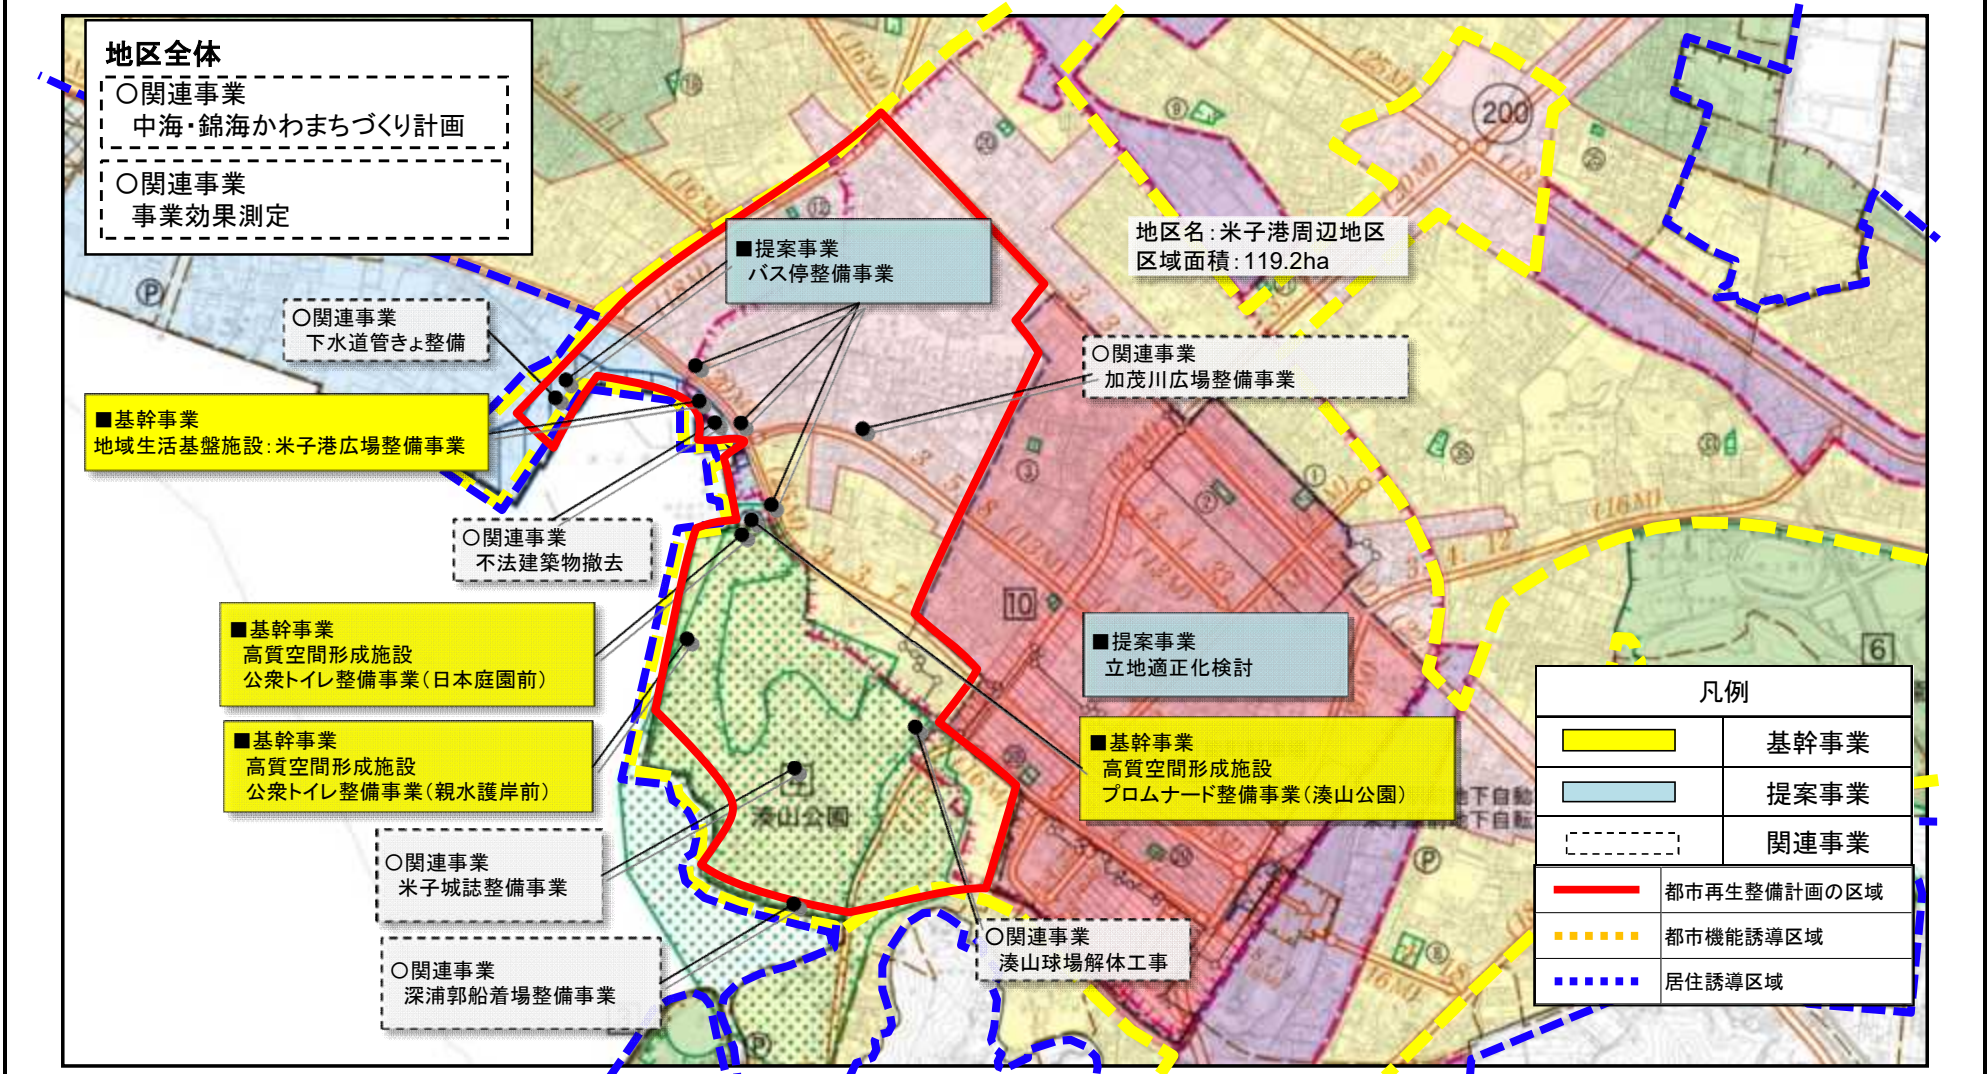 地区全体
〇関連事業
中海・錦海かわまちづくり計画
〇関連事業
事業効果測定
地区名：米子港周辺地区
区域面積：119.2ha
■提案事業
バス停整備事業
〇関連事業
下水道管きょ整備
〇関連事業
加茂川広場整備事業
■基幹事業
地域生活基盤施設：米子港広場整備事業
〇関連事業
不法建築物撤去
■基幹事業
高質空間形成施設
公衆トイレ整備事業（日本庭園前）
■提案事業
立地適正化検討
■基幹事業
高質空間形成施設
公衆トイレ整備事業（親水護岸前）
■基幹事業
高質空間形成施設
プロムナード整備事業（湊山公園）
湊山公園
〇関連事業
米子城誌整備事業
〇関連事業
深浦郭船着場整備事業
〇関連事業
湊山球場解体工事
凡例
基幹事業
提案事業
関連事業
都市再生整備計画の区域
都市機能誘導区域
居住誘導区域
200
10
6